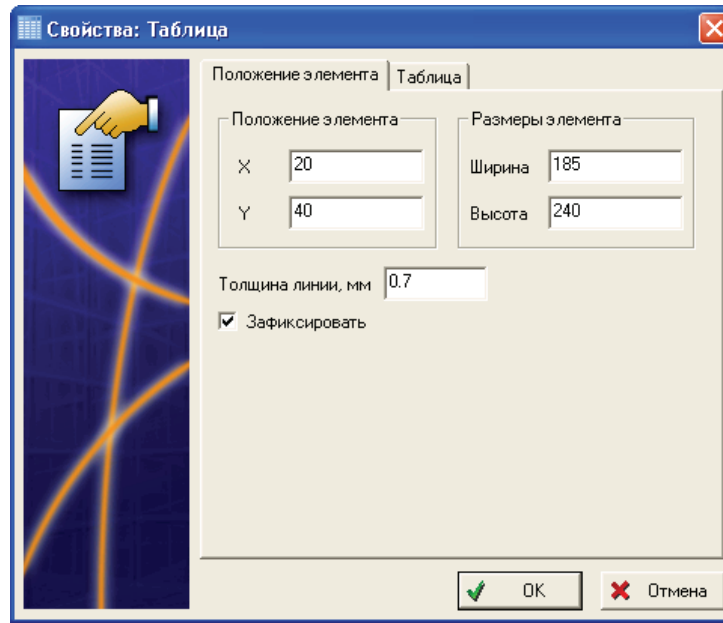 Свойства: Таблица
Положение элемента Таблица
Положение элемента Размеры элемента
X 20 Ширина 185
Y 40 Высота 240
Толщина линии, мм 0.7
Зафиксировать
OK Отмена